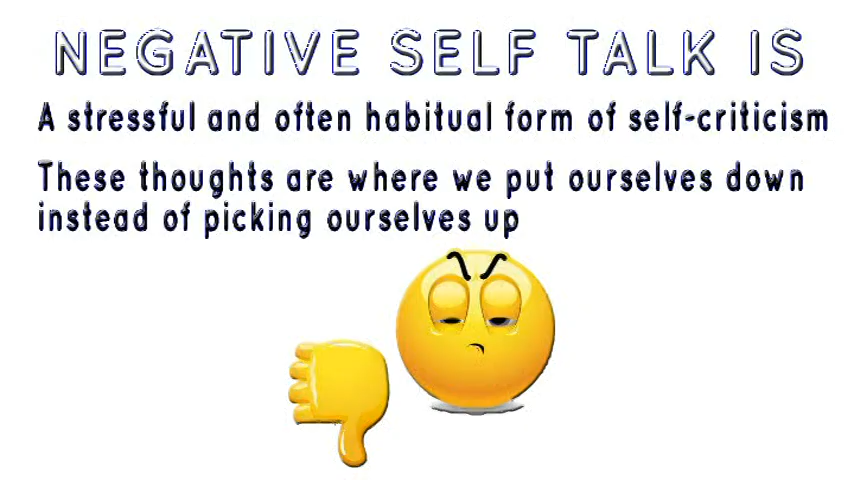 NEGATIVE SELF TALK IS
A stressful and often habitual form of self-criticism
These thoughts are where we put ourselves down
instead of picking ourselves up